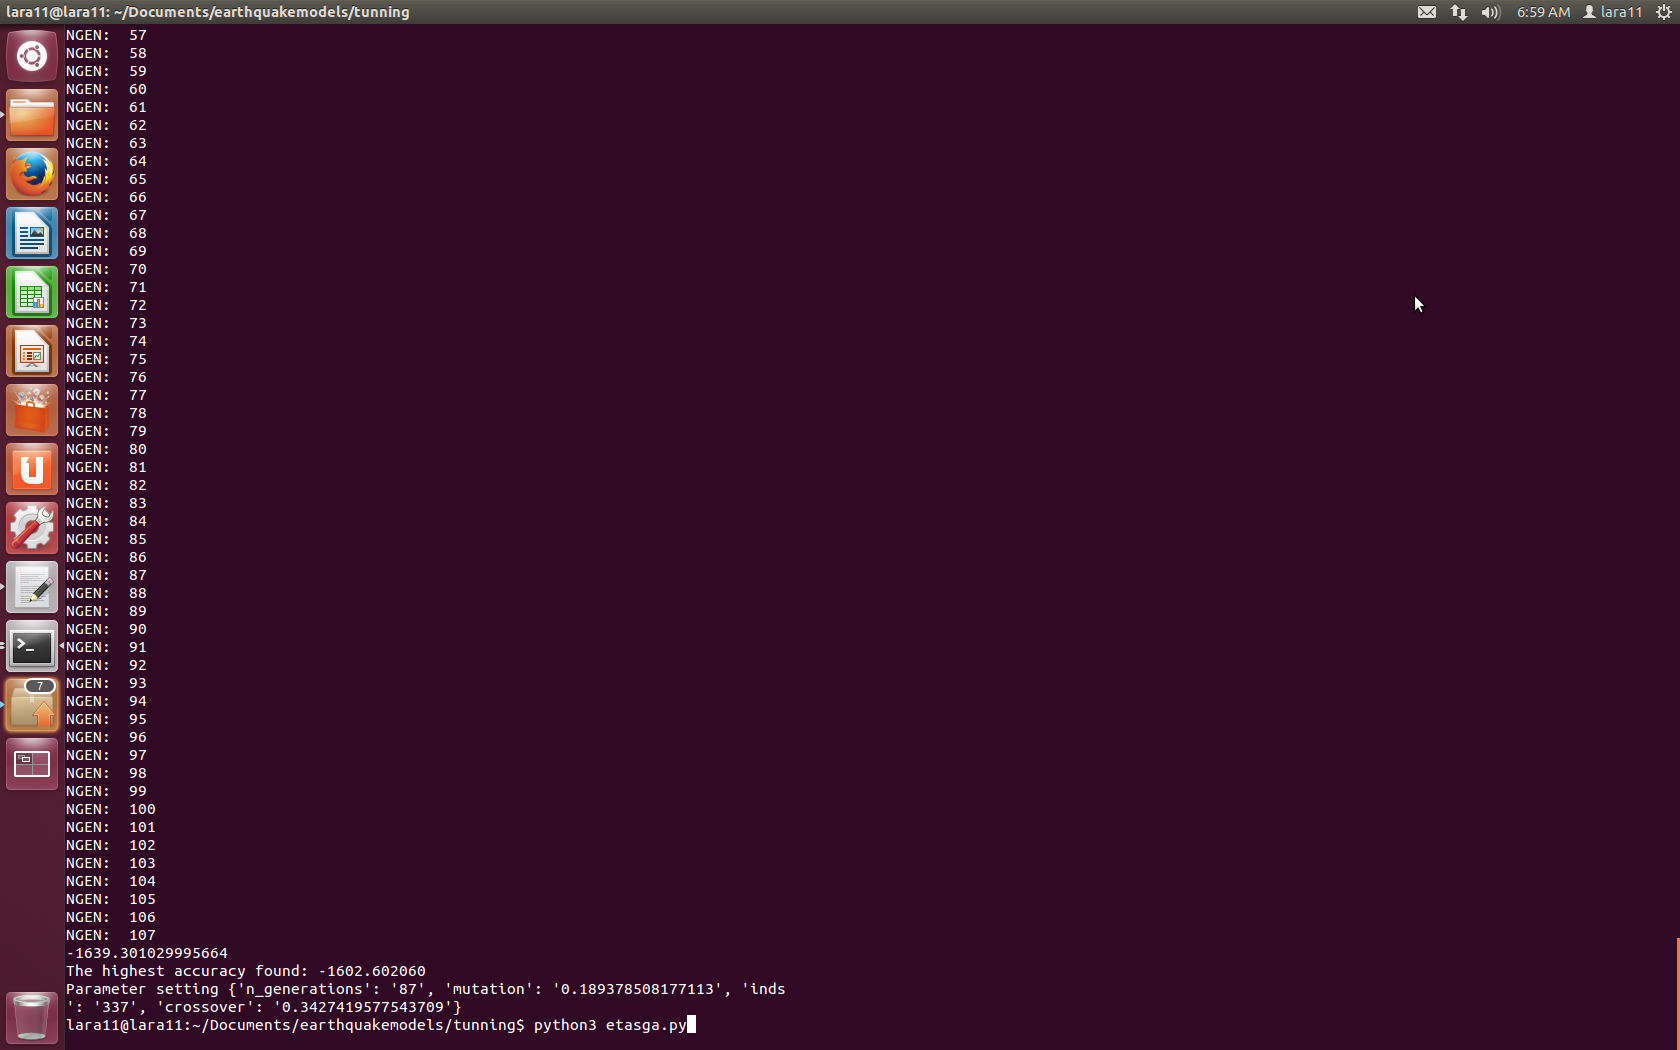 lara11@lara11: ~/Documents/earthquakemodels/tunning
6:59 AM
lara11
NGEN:  57
NGEN:  58
NGEN:  59
NGEN:  60
NGEN:  61
NGEN:  62
NGEN:  63
NGEN:  64
NGEN:  65
NGEN:  66
NGEN:  67
NGEN:  68
NGEN:  69
NGEN:  70
NGEN:  71
NGEN:  72
NGEN:  73
NGEN:  74
NGEN:  75
NGEN:  76
NGEN:  77
NGEN:  78
NGEN:  79
NGEN:  80
NGEN:  81
NGEN:  82
NGEN:  83
NGEN:  84
NGEN:  85
NGEN:  86
NGEN:  87
NGEN:  88
NGEN:  89
NGEN:  90
NGEN:  91
NGEN:  92
NGEN:  93
NGEN:  94
NGEN:  95
NGEN:  96
NGEN:  97
NGEN:  98
NGEN:  99
NGEN:  100
NGEN:  101
NGEN:  102
NGEN:  103
NGEN:  104
NGEN:  105
NGEN:  106
NGEN:  107
-1639.301029995664
The highest accuracy found: -1602.602060
Parameter setting {'n_generations': '87', 'mutation': '0.189378508177113', 'inds
': '337', 'crossover': '0.3427419577543709'}
lara11@lara11:~/Documents/earthquakemodels/tunning$ python3 etasga.py
7